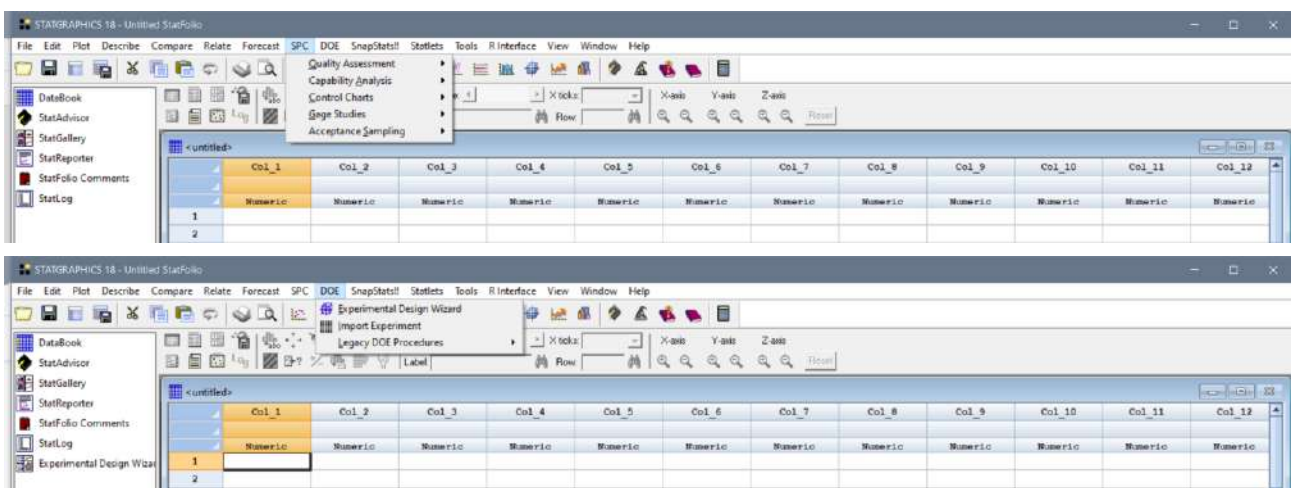 STATGRAPHICS 18 - Untitled StatFolio
File Edit Plot Describe Compare Relate Forecast SPC DOE SnapStats!! Statlets Tools R Interface View Window Help
Quality Assessment
Capability Analysis
Control Charts
Gage Studies
Acceptance Sampling
X ticks:
X-axis Y-axis Z-axis
Row:
Reset
DataBook
StatAdvisor
StatGallery
StatReporter
StatFolio Comments
StatLog
<untitled>
Col_1 Col_2 Col_3 Col_4 Col_5 Col_6 Col_7 Col_8 Col_9 Col_10 Col_11 Col_12
Numeric Numeric Numeric Numeric Numeric Numeric Numeric Numeric Numeric Numeric Numeric Numeric
1
2
STATGRAPHICS 18 - Untitled StatFolio
File Edit Plot Describe Compare Relate Forecast SPC DOE SnapStats!! Statlets Tools R Interface View Window Help
Experimental Design Wizard
Import Experiment
Legacy DOE Procedures
X ticks:
X-axis Y-axis Z-axis
Label
Row:
Reset
DataBook
StatAdvisor
StatGallery
StatReporter
StatFolio Comments
StatLog
Experimental Design Wizar
<untitled>
Col_1 Col_2 Col_3 Col_4 Col_5 Col_6 Col_7 Col_8 Col_9 Col_10 Col_11 Col_12
Numeric Numeric Numeric Numeric Numeric Numeric Numeric Numeric Numeric Numeric Numeric Numeric
1
2